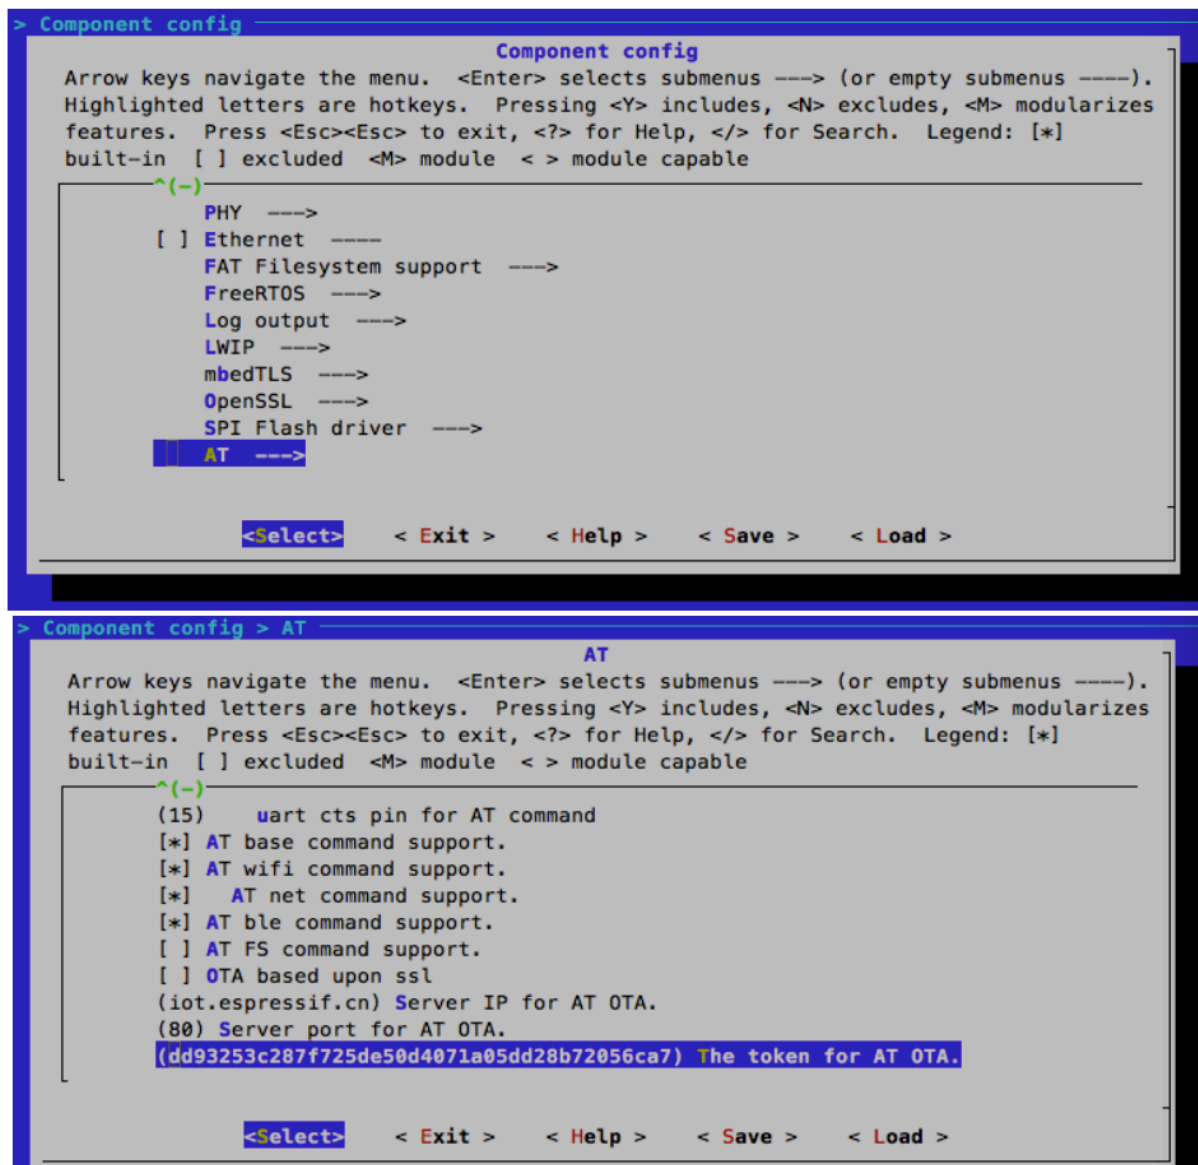 > Component config
Component config
Arrow keys navigate the menu.  <Enter> selects submenus ---> (or empty submenus ----).
Highlighted letters are hotkeys.  Pressing <Y> includes, <N> excludes, <M> modularizes
features.  Press <Esc><Esc> to exit, <?> for Help, </> for Search.  Legend: [*]
built-in  [ ] excluded  <M> module  < > module capable
^(-)
PHY  --->
[ ] Ethernet  ----
FAT Filesystem support  --->
FreeRTOS  --->
Log output  --->
LWIP  --->
mbedTLS  --->
OpenSSL  --->
SPI Flash driver  --->
AT  --->
<Select>    < Exit >    < Help >    < Save >    < Load >
> Component config > AT
AT
Arrow keys navigate the menu.  <Enter> selects submenus ---> (or empty submenus ----).
Highlighted letters are hotkeys.  Pressing <Y> includes, <N> excludes, <M> modularizes
features.  Press <Esc><Esc> to exit, <?> for Help, </> for Search.  Legend: [*]
built-in  [ ] excluded  <M> module  < > module capable
^(-)
(15)    uart cts pin for AT command
[*] AT base command support.
[*] AT wifi command support.
[*]   AT net command support.
[*] AT ble command support.
[ ] AT FS command support.
[ ] OTA based upon ssl
(iot.espressif.cn) Server IP for AT OTA.
(80) Server port for AT OTA.
(dd93253c287f725de50d4071a05dd28b72056ca7) The token for AT OTA.
<Select>    < Exit >    < Help >    < Save >    < Load >